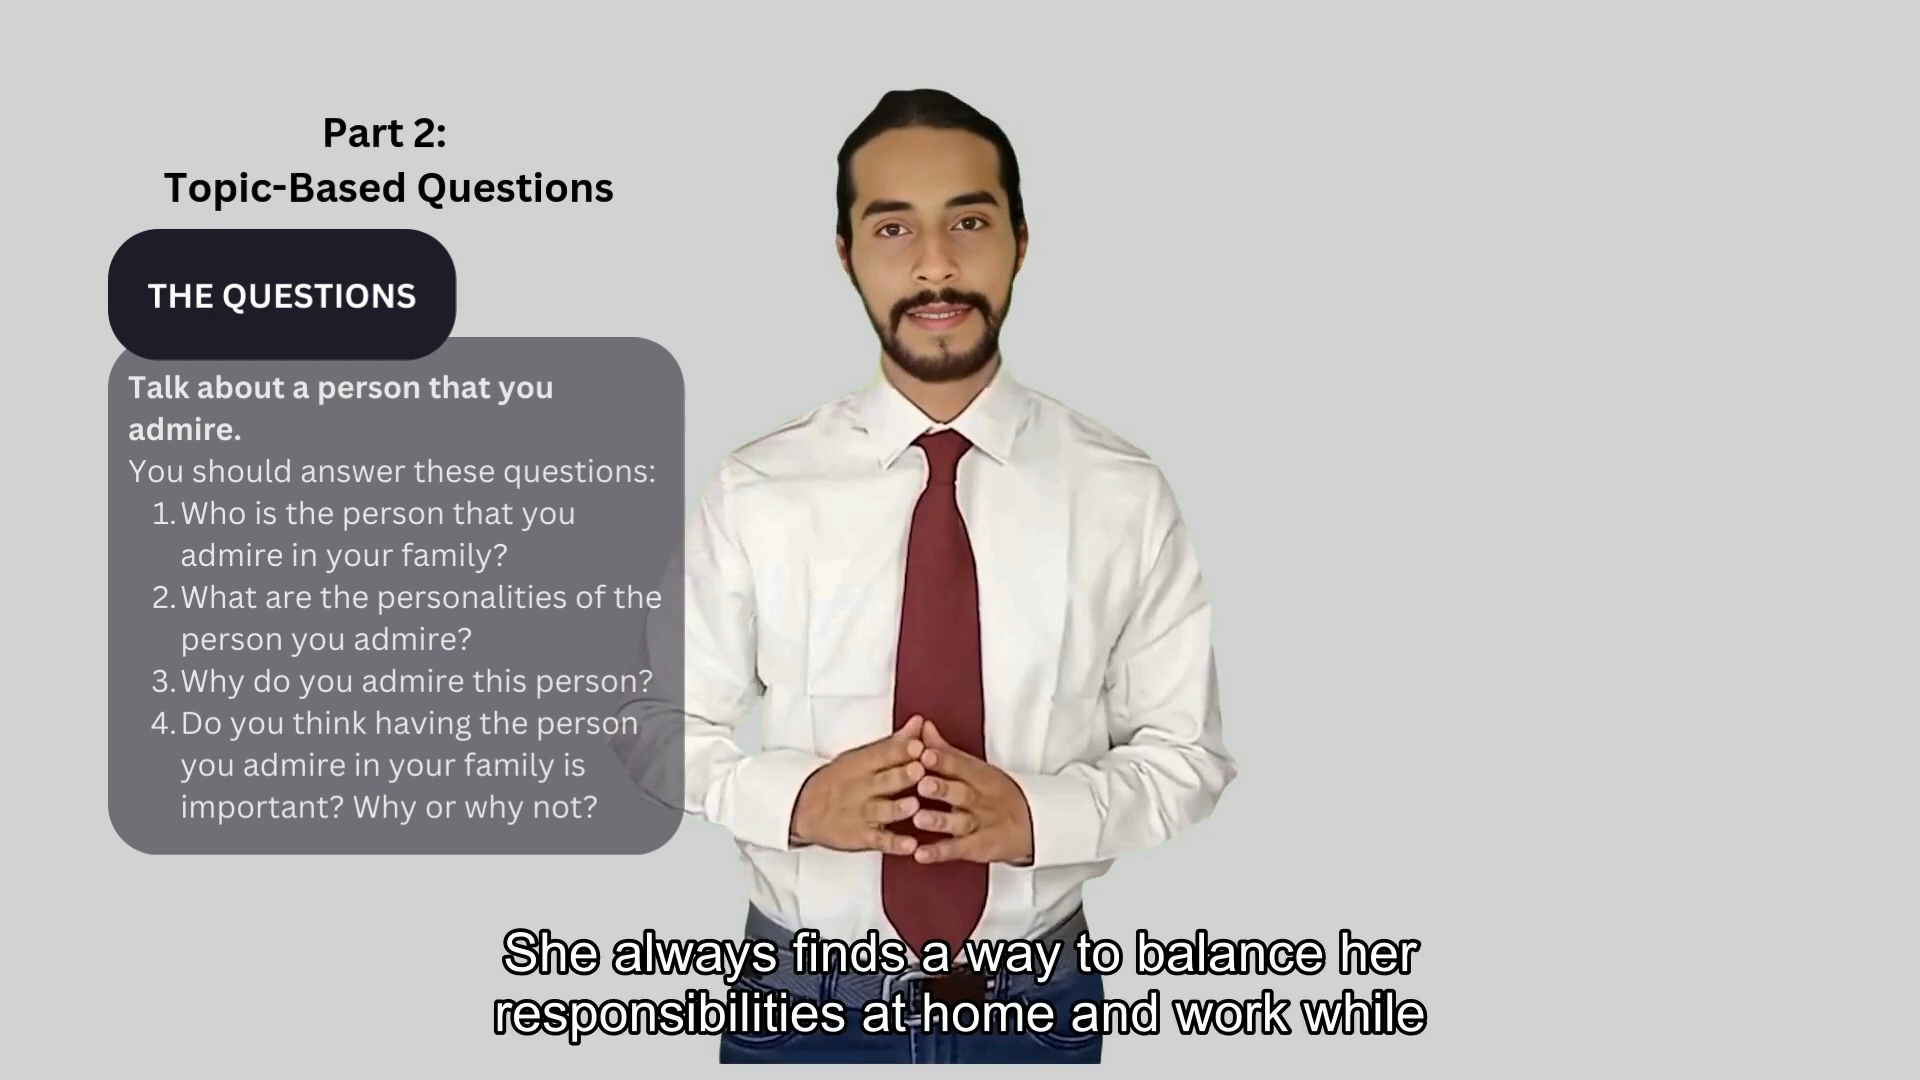 Part 2:
Topic-Based Questions
THE QUESTIONS
Talk about a person that you
admire.
You should answer these questions:
1. Who is the person that you
admire in your family?
2. What are the personalities of the
person you admire?
3. Why do you admire this person?
4. Do you think having the person
you admire in your family is
important? Why or why not?
She always finds a way to balance her
responsibilities at home and work while